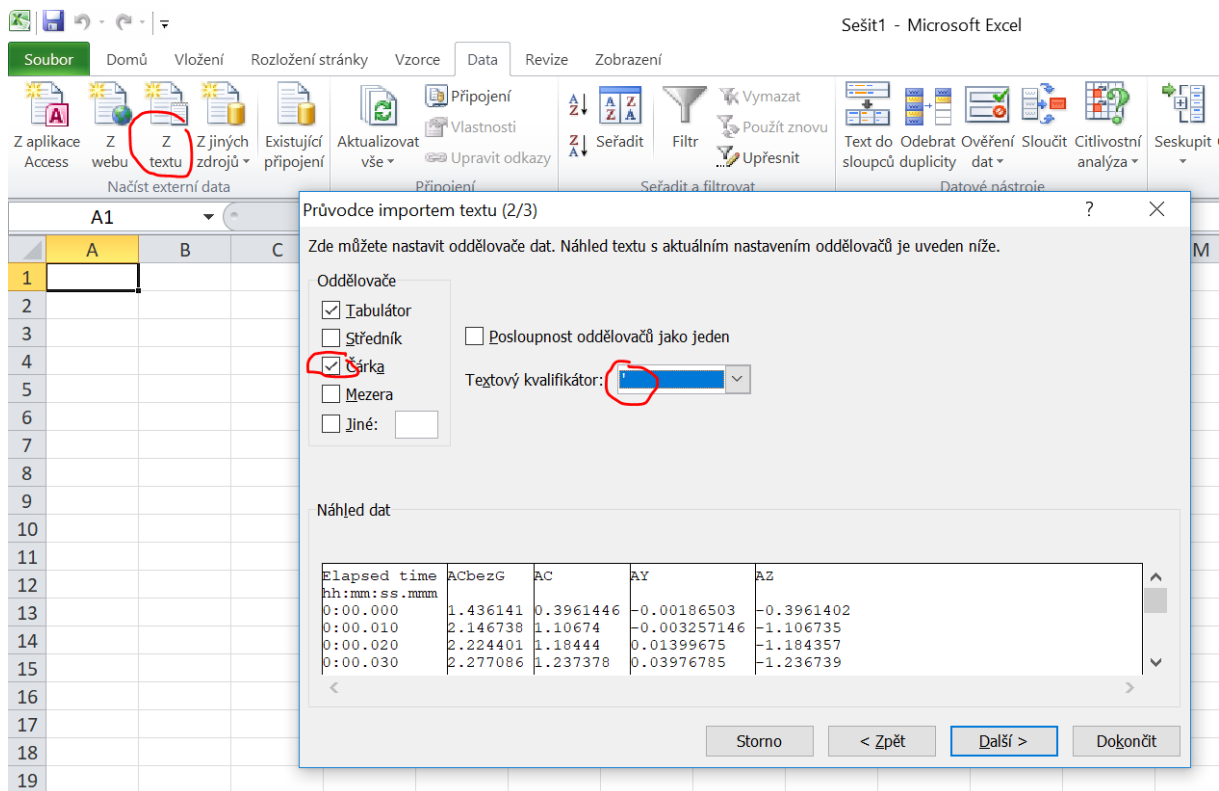 Sešit1 - Microsoft Excel
Soubor Domů Vložení Rozložení stránky Vzorce Data Revize Zobrazení
Z aplikace Access
Z webu
Z textu
Z jiných zdrojů
Existující připojení
Aktualizovat vše
Připojení
Vlastnosti
Upravit odkazy
Seřadit
Filtr
Vymazat
Použít znovu
Upřesnit
Text do sloupců
Odebrat duplicity
Ověření dat
Sloučit
Citlivostní analýza
Seskupit
Načíst externí data
Připojení
Seřadit a filtrovat
Datové nástroje
A1
A B C M
1
2
3
4
5
6
7
8
9
10
11
12
13
14
15
16
17
18
19
Průvodce importem textu (2/3) ?
Zde můžete nastavit oddělovače dat. Náhled textu s aktuálním nastavením oddělovačů je uveden níže.
Oddělovače
Tabulátor
Středník
Čárka
Mezera
Jiné:
Posloupnost oddělovačů jako jeden
Textový kvalifikátor: '
Náhled dat
Elapsed time ACbezG AC AY AZ
hh:mm:ss.mmm
0:00.000 1.436141 0.3961446 -0.00186503 -0.3961402
0:00.010 2.146738 1.10674 -0.003257146 -1.106735
0:00.020 2.224401 1.18444 0.01399675 -1.184357
0:00.030 2.277086 1.237378 0.03976785 -1.236739
Storno < Zpět Další > Dokončit